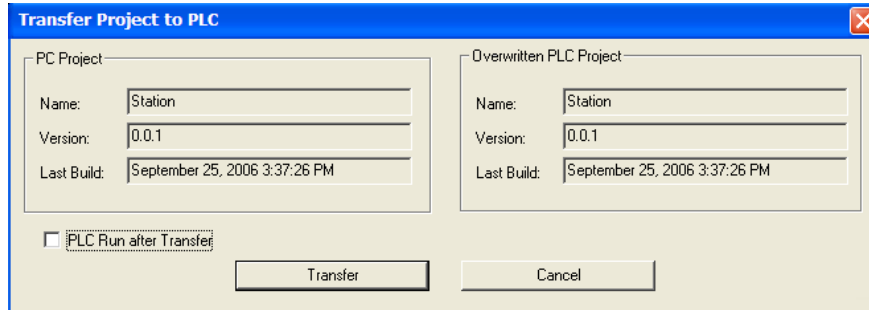 Transfer Project to PLC
PC Project
Name: Station
Version: 0.0.1
Last Build: September 25, 2006 3:37:26 PM
Overwritten PLC Project
Name: Station
Version: 0.0.1
Last Build: September 25, 2006 3:37:26 PM
PLC Run after Transfer
Transfer
Cancel